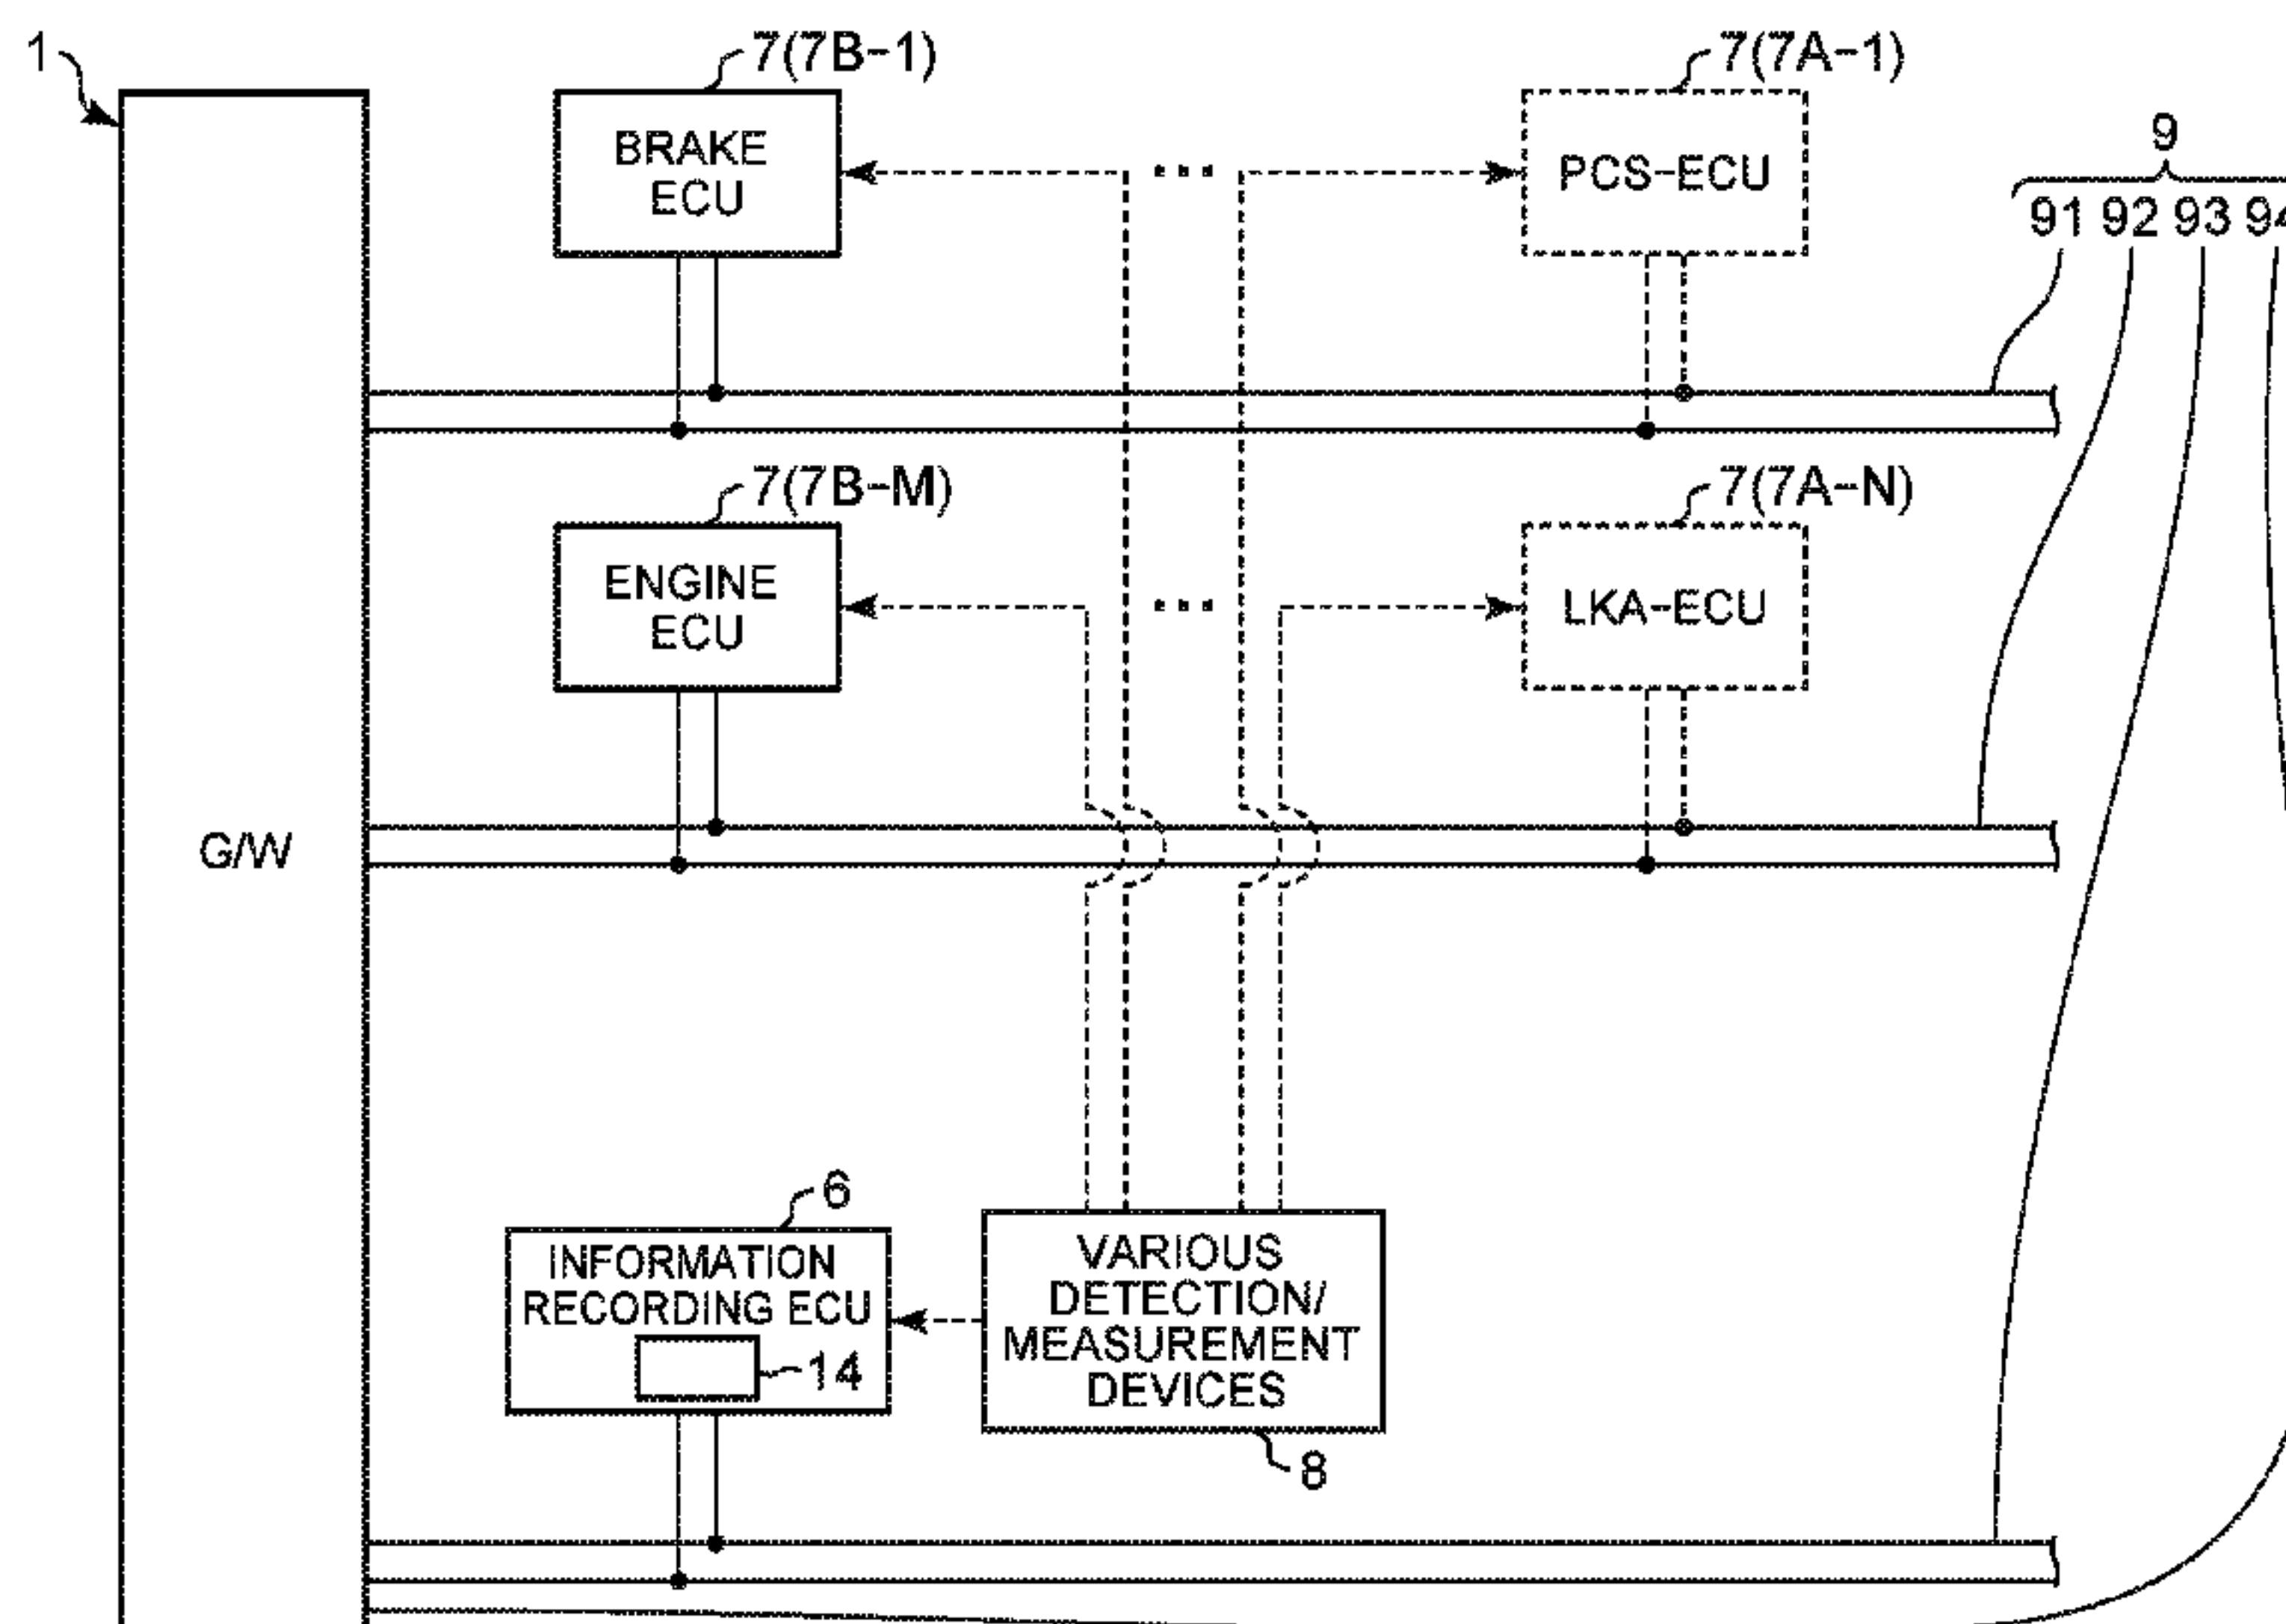 1
7(7B-1)
7(7A-1)
BRAKE
ECU
...
PCS-ECU
9
91 92 93 94
7(7B-M)
7(7A-N)
ENGINE
ECU
...
LKA-ECU
G/W
6
INFORMATION
RECORDING ECU
14
VARIOUS
DETECTION/
MEASUREMENT
DEVICES
8